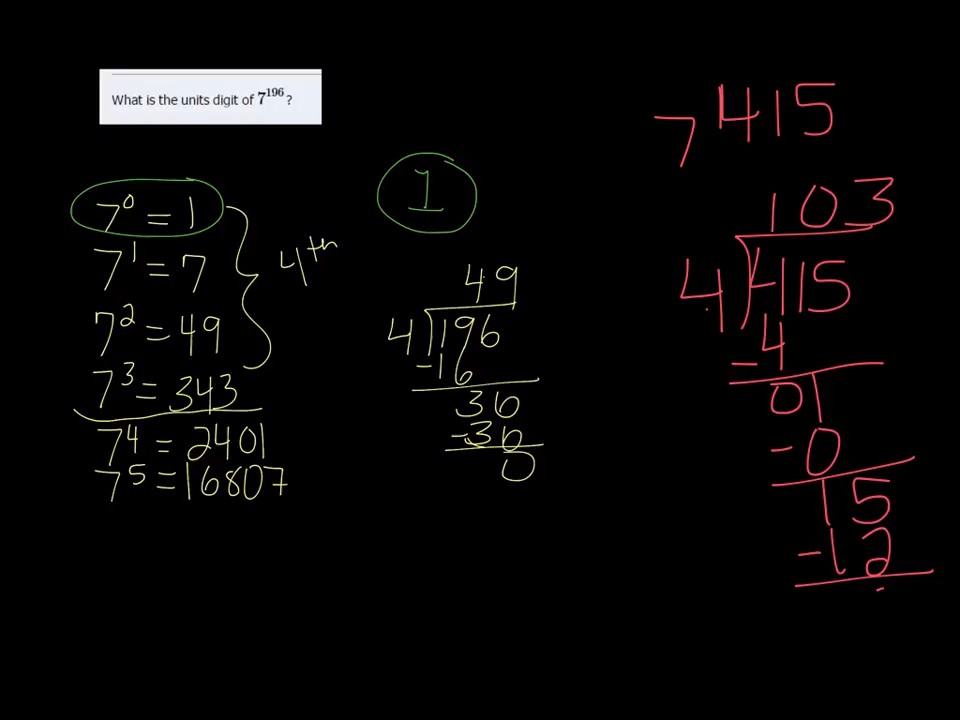 What is the units digit of 7^196 ?
7^0 = 1
7^1 = 7
7^2 = 49
7^3 = 343
7^4 = 2401
7^5 = 16807
4th
1
49
4 196
-16
36
-36
0
7^415
103
4 415
-4
01
-0
15
-12